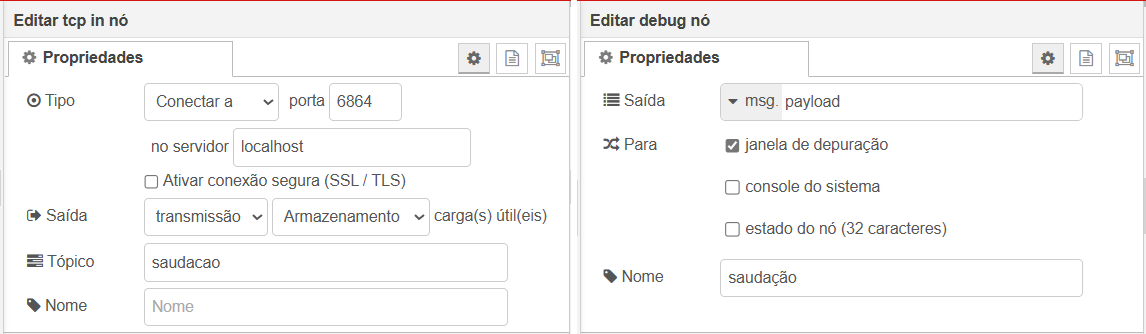 Editar tcp in nó
Propriedades
Tipo Conectar a porta 6864
no servidor localhost
Ativar conexão segura (SSL / TLS)
Saída transmissão Armazenamento carga(s) útil(eis)
Tópico saudacao
Nome Nome
Editar debug nó
Propriedades
Saída msg. payload
Para janela de depuração
console do sistema
estado do nó (32 caracteres)
Nome saudação